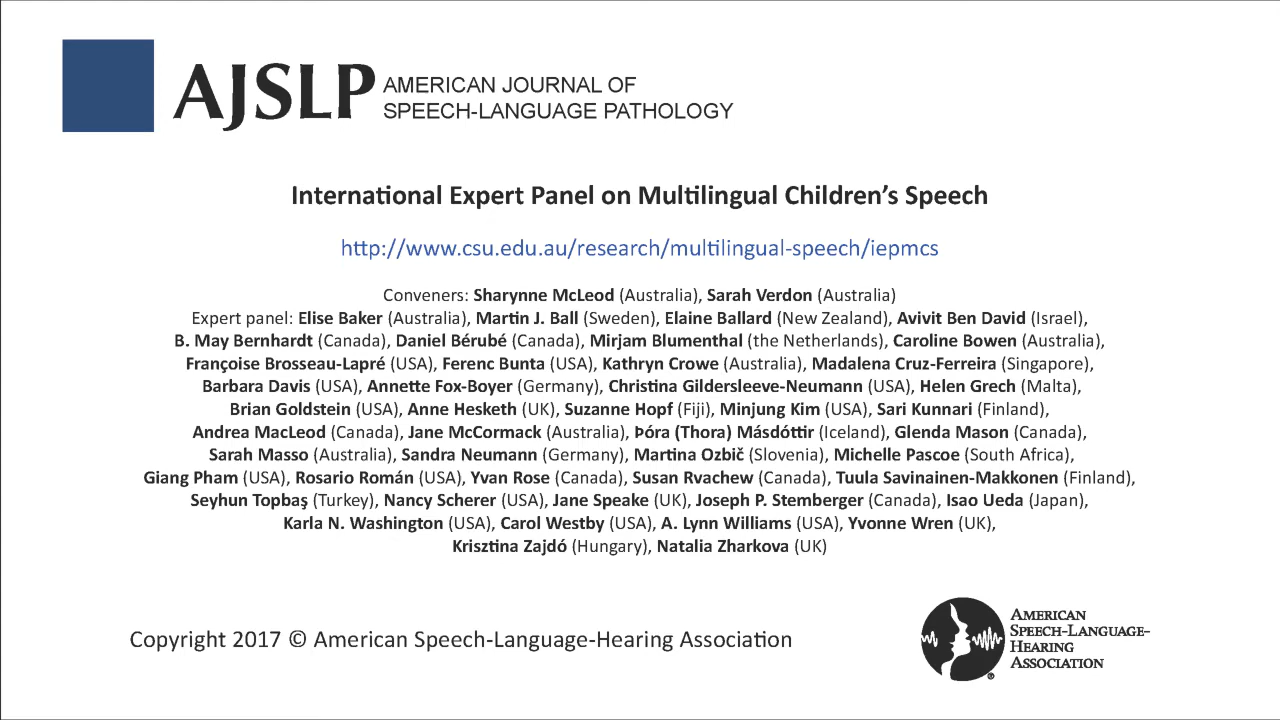 AJSLP AMERICAN JOURNAL OF
SPEECH-LANGUAGE PATHOLOGY
International Expert Panel on Multilingual Children's Speech
http://www.csu.edu.au/research/multilingual-speech/iepmcs
Conveners: Sharynne McLeod (Australia), Sarah Verdon (Australia)
Expert panel: Elise Baker (Australia), Martin J. Ball (Sweden), Elaine Ballard (New Zealand), Avivit Ben David (Israel),
B. May Bernhardt (Canada), Daniel Bérubé (Canada), Mirjam Blumenthal (the Netherlands), Caroline Bowen (Australia),
Françoise Brosseau-Lapré (USA), Ferenc Bunta (USA), Kathryn Crowe (Australia), Madalena Cruz-Ferreira (Singapore),
Barbara Davis (USA), Annette Fox-Boyer (Germany), Christina Gildersleeve-Neumann (USA), Helen Grech (Malta),
Brian Goldstein (USA), Anne Hesketh (UK), Suzanne Hopf (Fiji), Minjung Kim (USA), Sari Kunnari (Finland),
Andrea MacLeod (Canada), Jane McCormack (Australia), Þóra (Thora) Másdóttir (Iceland), Glenda Mason (Canada),
Sarah Masso (Australia), Sandra Neumann (Germany), Martina Ozbič (Slovenia), Michelle Pascoe (South Africa),
Giang Pham (USA), Rosario Román (USA), Yvan Rose (Canada), Susan Rvachew (Canada), Tuula Savinainen-Makkonen (Finland),
Seyhun Topbaş (Turkey), Nancy Scherer (USA), Jane Speake (UK), Joseph P. Stemberger (Canada), Isao Ueda (Japan),
Karla N. Washington (USA), Carol Westby (USA), A. Lynn Williams (USA), Yvonne Wren (UK),
Krisztina Zajdó (Hungary), Natalia Zharkova (UK)
Copyright 2017 © American Speech-Language-Hearing Association
AMERICAN
SPEECH-LANGUAGE-
HEARING
ASSOCIATION
®